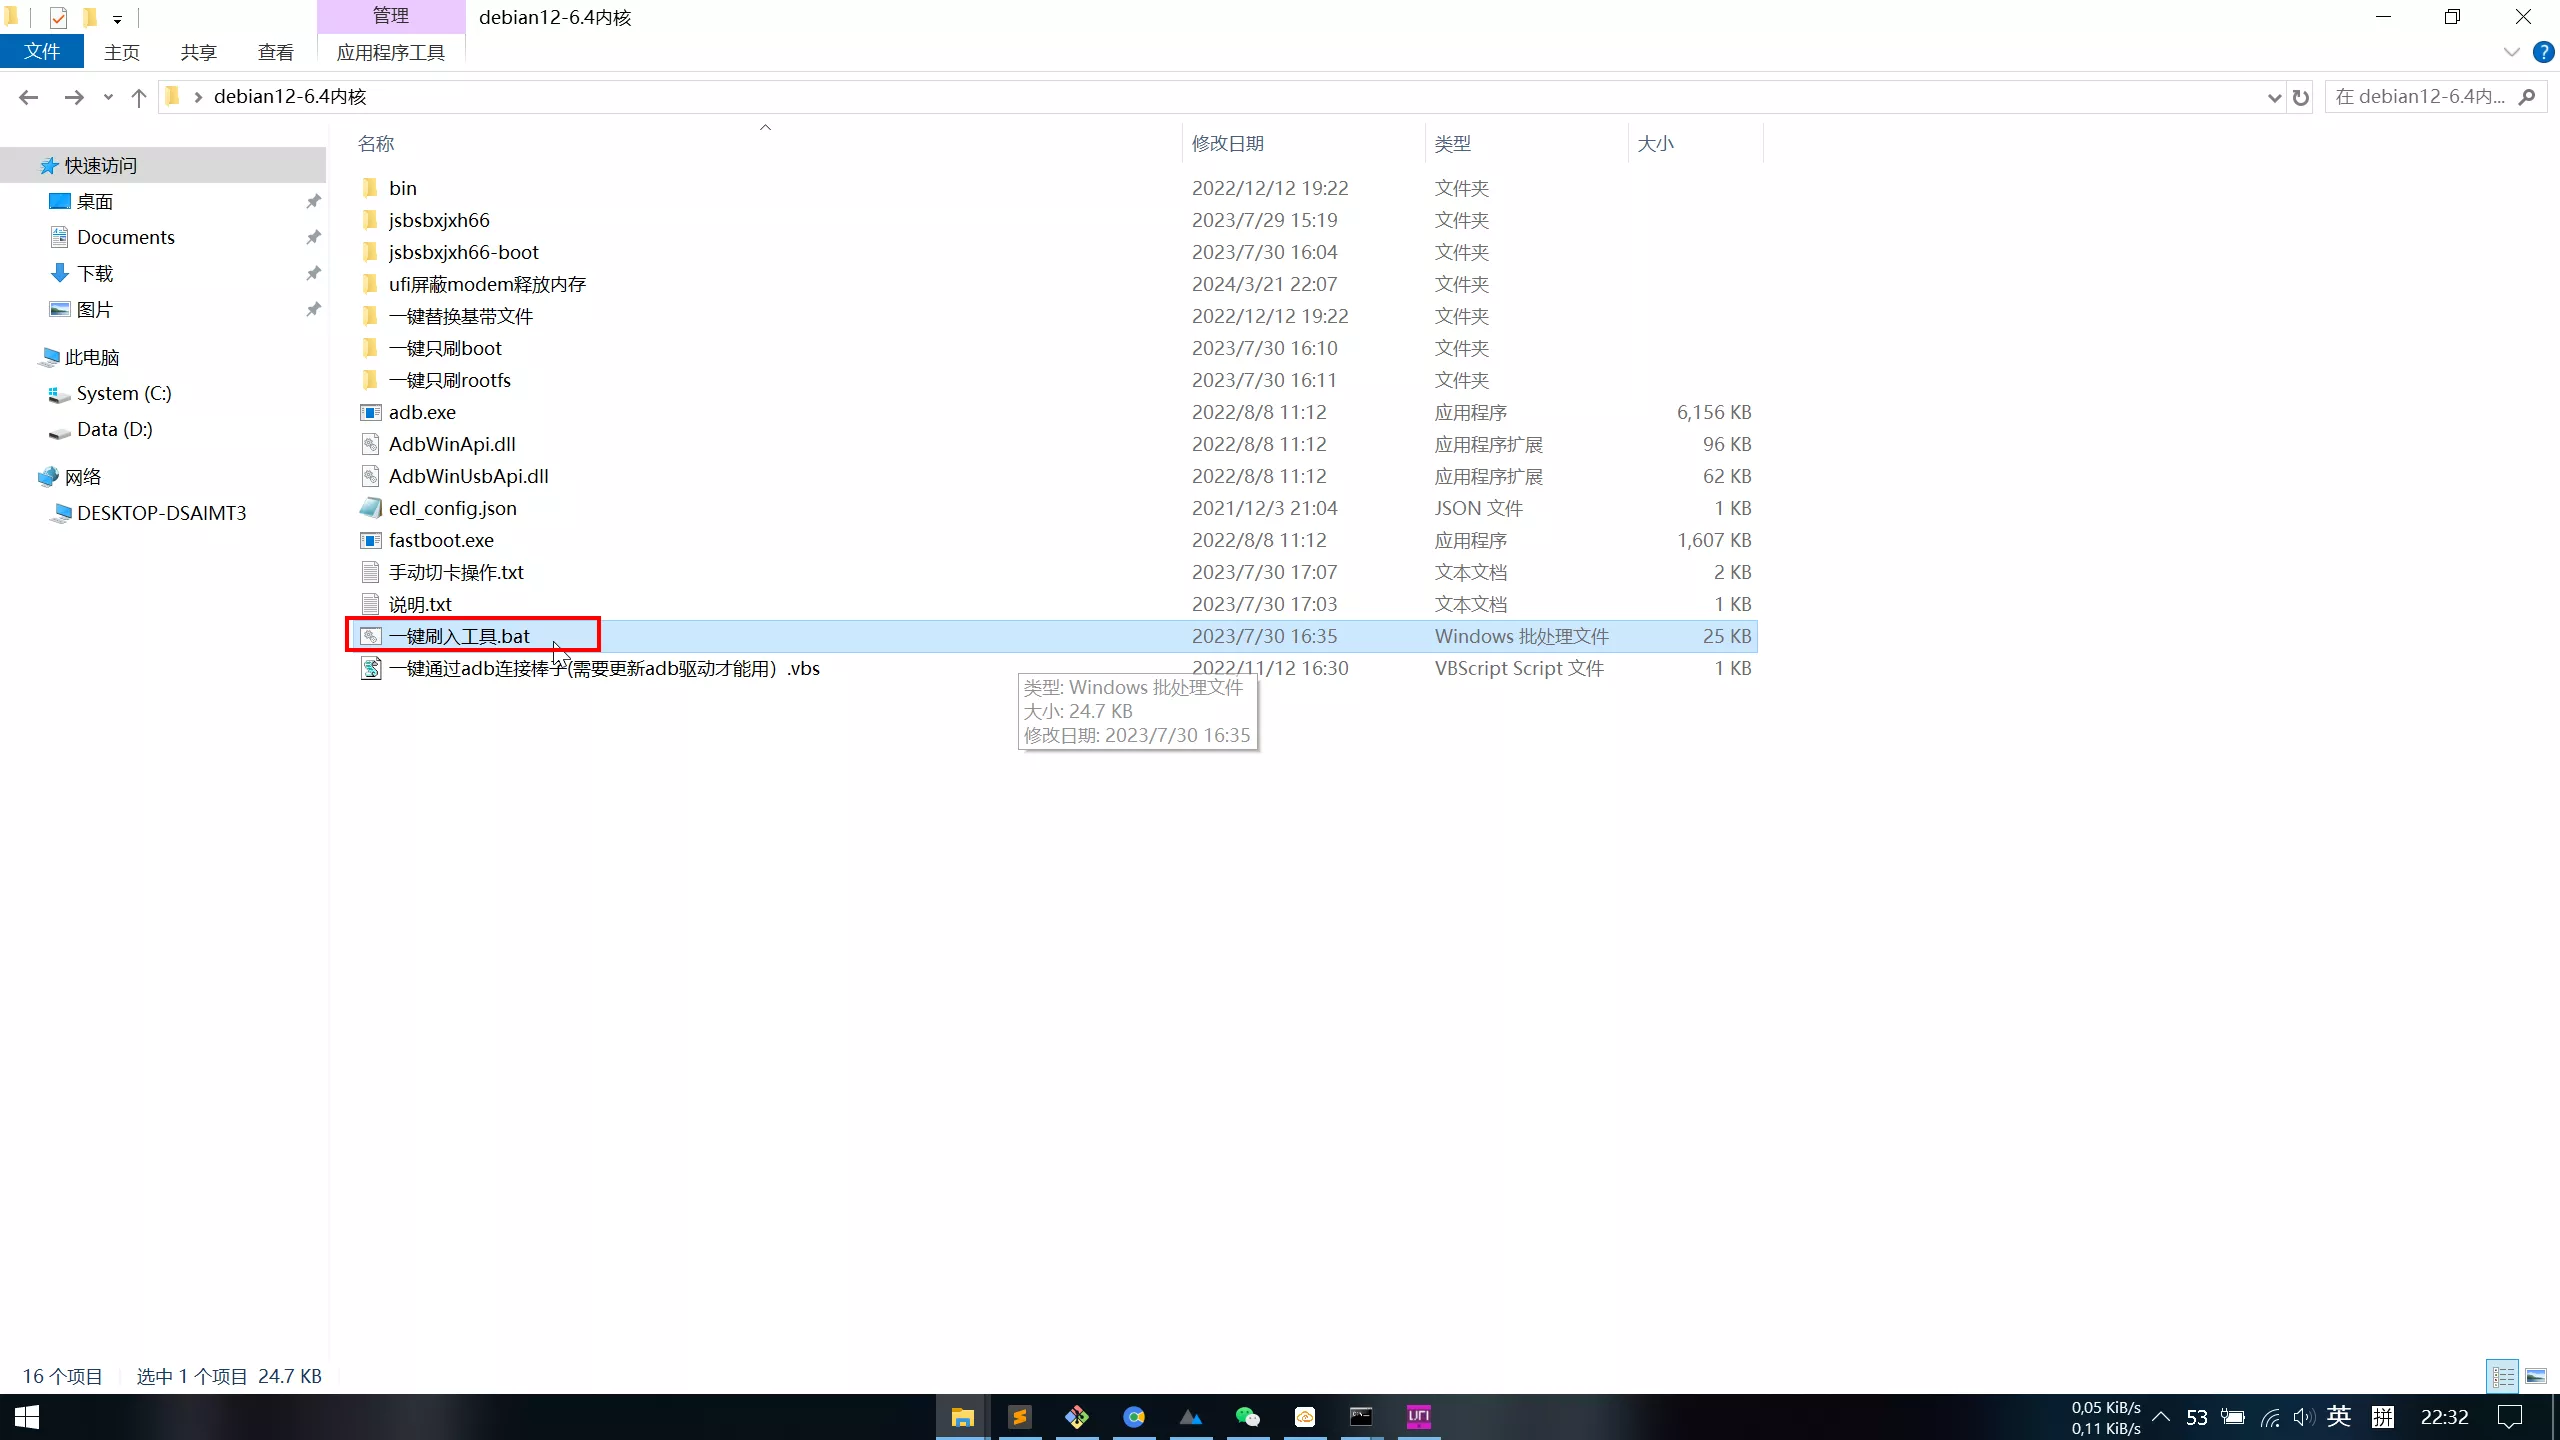 管理
debian12-6.4内核
文件
主页
共享
查看
应用程序工具
debian12-6.4内核
在 debian12-6.4内...
名称
修改日期
类型
大小
快速访问
桌面
Documents
下载
图片
此电脑
System (C:)
Data (D:)
网络
DESKTOP-DSAIMT3
bin 2022/12/12 19:22 文件夹
jsbsbxjxh66 2023/7/29 15:19 文件夹
jsbsbxjxh66-boot 2023/7/30 16:04 文件夹
ufi屏蔽modem释放内存 2024/3/21 22:07 文件夹
一键替换基带文件 2022/12/12 19:22 文件夹
一键只刷boot 2023/7/30 16:10 文件夹
一键只刷rootfs 2023/7/30 16:11 文件夹
adb.exe 2022/8/8 11:12 应用程序 6,156 KB
AdbWinApi.dll 2022/8/8 11:12 应用程序扩展 96 KB
AdbWinUsbApi.dll 2022/8/8 11:12 应用程序扩展 62 KB
edl_config.json 2021/12/3 21:04 JSON 文件 1 KB
fastboot.exe 2022/8/8 11:12 应用程序 1,607 KB
手动切卡操作.txt 2023/7/30 17:07 文本文档 2 KB
说明.txt 2023/7/30 17:03 文本文档 1 KB
一键刷入工具.bat 2023/7/30 16:35 Windows 批处理文件 25 KB
一键通过adb连接棒子(需要更新adb驱动才能用）.vbs 2022/11/12 16:30 VBScript Script 文件 1 KB
类型: Windows 批处理文件
大小: 24.7 KB
修改日期: 2023/7/30 16:35
16 个项目
选中 1 个项目 24.7 KB
UFI
0,05 KiB/s
0,11 KiB/s
53
英
拼
22:32